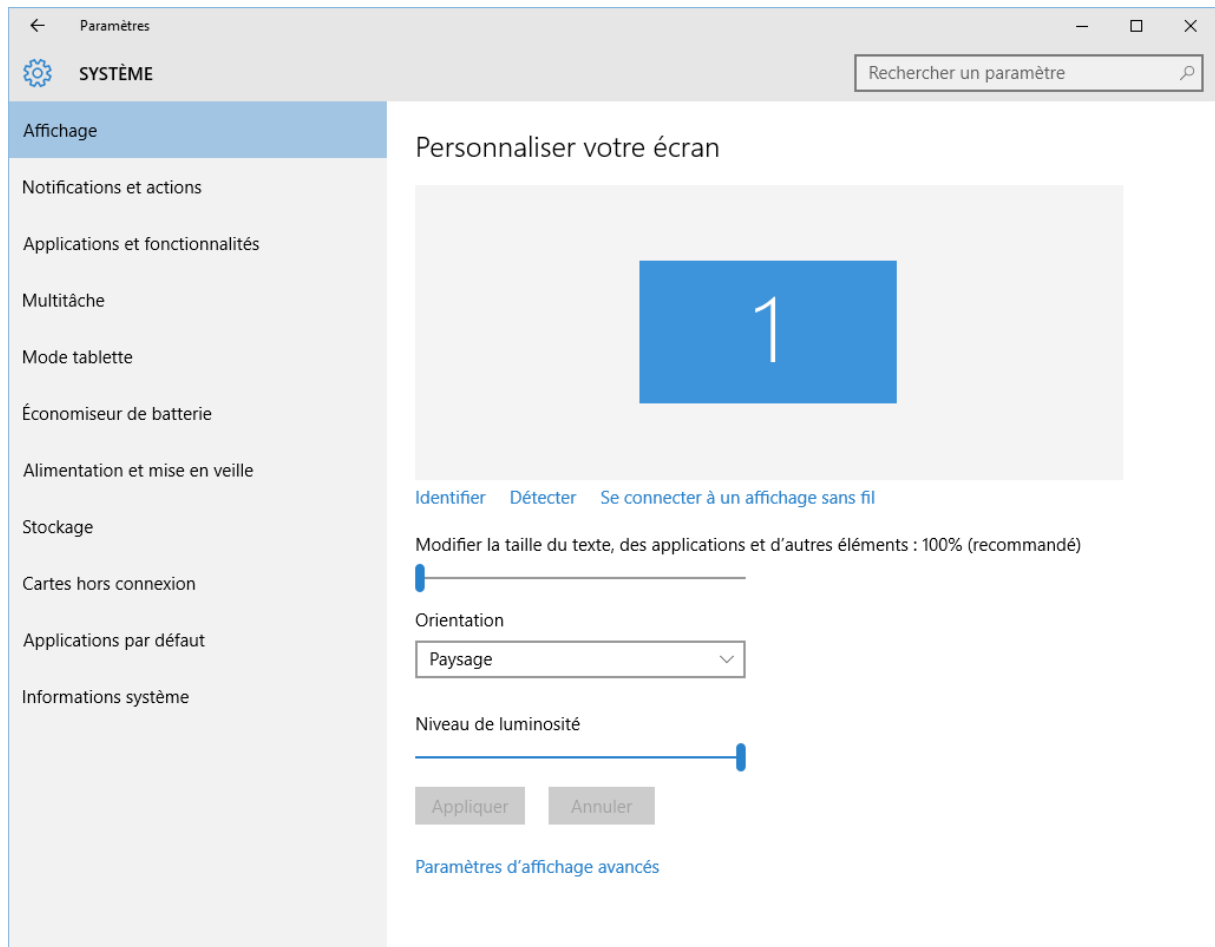 Paramètres
SYSTÈME
Rechercher un paramètre
Affichage
Notifications et actions
Applications et fonctionnalités
Multitâche
Mode tablette
Économiseur de batterie
Alimentation et mise en veille
Stockage
Cartes hors connexion
Applications par défaut
Informations système
Personnaliser votre écran
1
Identifier Détecter Se connecter à un affichage sans fil
Modifier la taille du texte, des applications et d’autres éléments : 100% (recommandé)
Orientation
Paysage
Niveau de luminosité
Appliquer Annuler
Paramètres d’affichage avancés